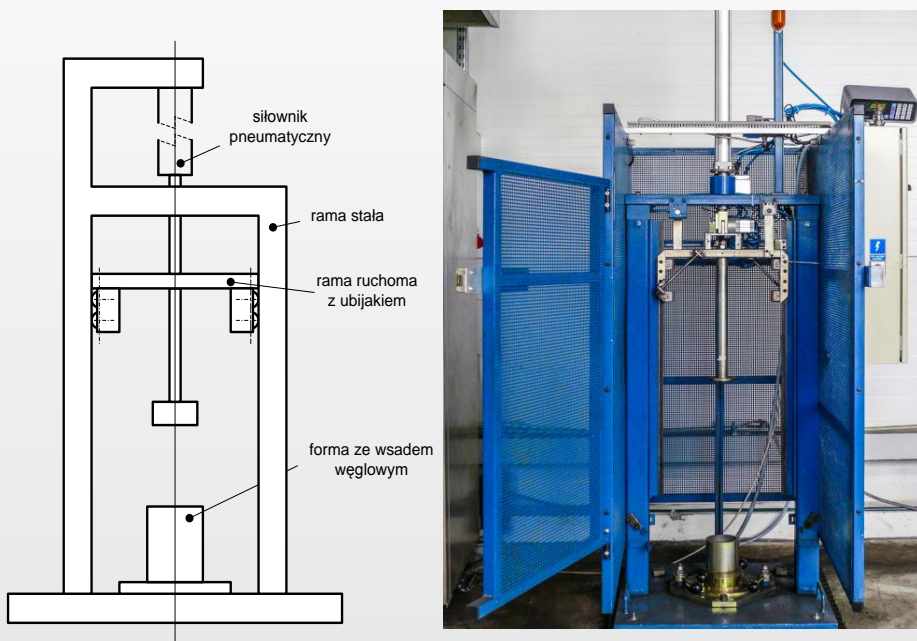 siłownik
pneumatyczny
rama stała
rama ruchoma
z ubijakiem
forma ze wsadem
węglowym